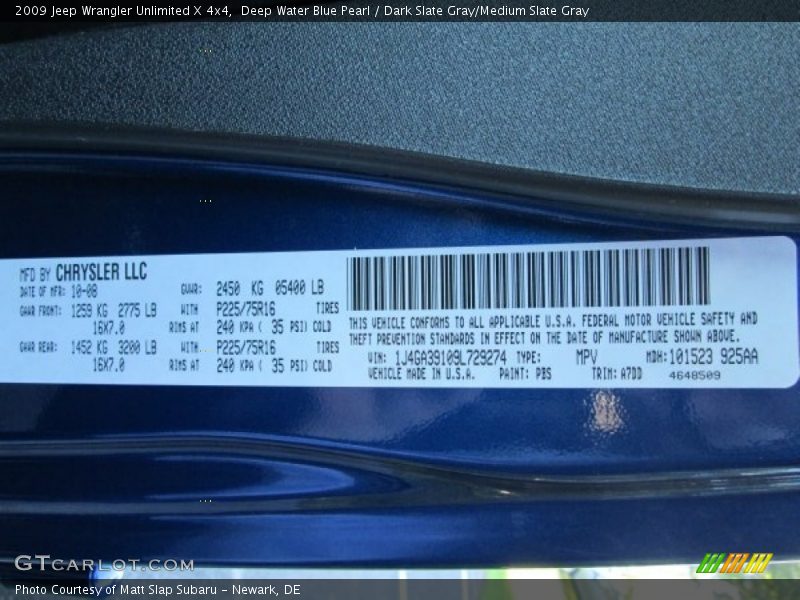 2009 Jeep Wrangler Unlimited X 4x4, Deep Water Blue Pearl / Dark Slate Gray/Medium Slate Gray
MFD BY CHRYSLER LLC
DATE OF MFR: 10-08 GVWR: 2450 KG 05400 LB
GAWR FRONT: 1259 KG 2775 LB WITH P225/75R16 TIRES
16X7.0 RIMS AT 240 KPA ( 35 PSI) COLD
GAWR REAR: 1452 KG 3200 LB WITH P225/75R16 TIRES
16X7.0 RIMS AT 240 KPA ( 35 PSI) COLD
THIS VEHICLE CONFORMS TO ALL APPLICABLE U.S.A. FEDERAL MOTOR VEHICLE SAFETY AND
THEFT PREVENTION STANDARDS IN EFFECT ON THE DATE OF MANUFACTURE SHOWN ABOVE.
VIN: 1J4GA39109L729274 TYPE: MPV MDH: 101523 925AA
VEHICLE MADE IN U.S.A. PAINT: PBS TRIM: A7DD 4648509
GTCARLOT.COM
Photo Courtesy of Matt Slap Subaru - Newark, DE